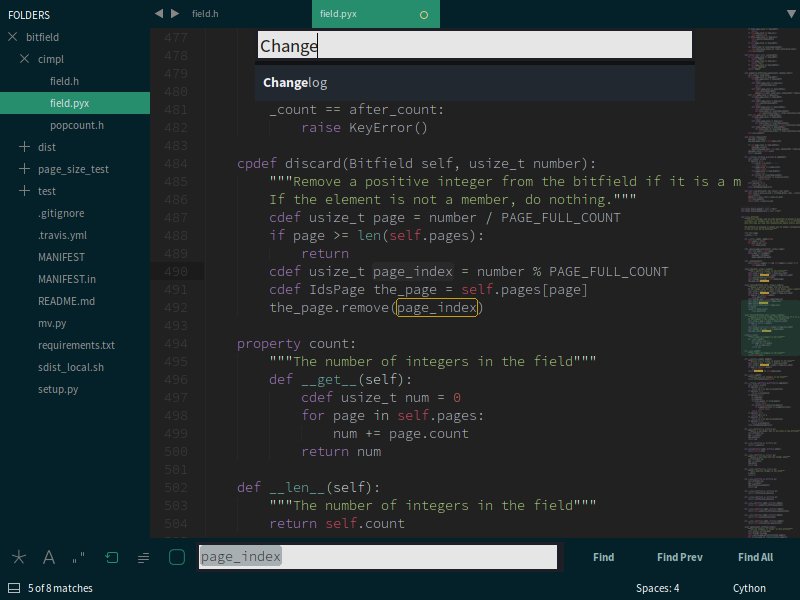 FOLDERS
bitfield
cimpl
field.h
field.pyx
popcount.h
dist
page_size_test
test
.gitignore
.travis.yml
MANIFEST
MANIFEST.in
README.md
mv.py
requirements.txt
sdist_local.sh
setup.py
field.h
field.pyx
Change
Changelog
477
478
479
480
481 _count == after_count:
482 raise KeyError()
483
484 cpdef discard(Bitfield self, usize_t number):
485 """Remove a positive integer from the bitfield if it is a m
486 If the element is not a member, do nothing."""
487 cdef usize_t page = number / PAGE_FULL_COUNT
488 if page >= len(self.pages):
489 return
490 cdef usize_t page_index = number % PAGE_FULL_COUNT
491 cdef IdsPage the_page = self.pages[page]
492 the_page.remove(page_index)
493
494 property count:
495 """The number of integers in the field"""
496 def __get__(self):
497 cdef usize_t num = 0
498 for page in self.pages:
499 num += page.count
500 return num
501
502 def __len__(self):
503 """The number of integers in the field"""
504 return self.count
page_index
Find
Find Prev
Find All
5 of 8 matches
Spaces: 4
Cython